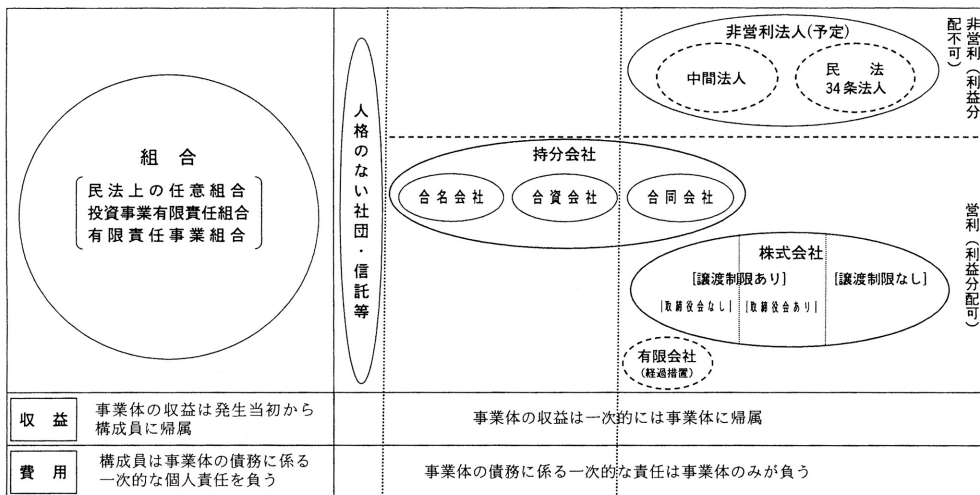 非営利（利益分
配不可）
非営利法人(予定)
中間法人
民　法
34条法人
人格のない社団・信託等
組　合
民法上の任意組合
投資事業有限責任組合
有限責任事業組合
持分会社
合名会社
合資会社
合同会社
営利（利益分配可）
株式会社
[譲渡制限あり]
[譲渡制限なし]
|取締役会なし|
|取締役会あり|
有限会社
(経過措置)
収　益
事業体の収益は発生当初から
構成員に帰属
事業体の収益は一次的には事業体に帰属
費　用
構成員は事業体の債務に係る
一次的な個人責任を負う
事業体の債務に係る一次的な責任は事業体のみが負う